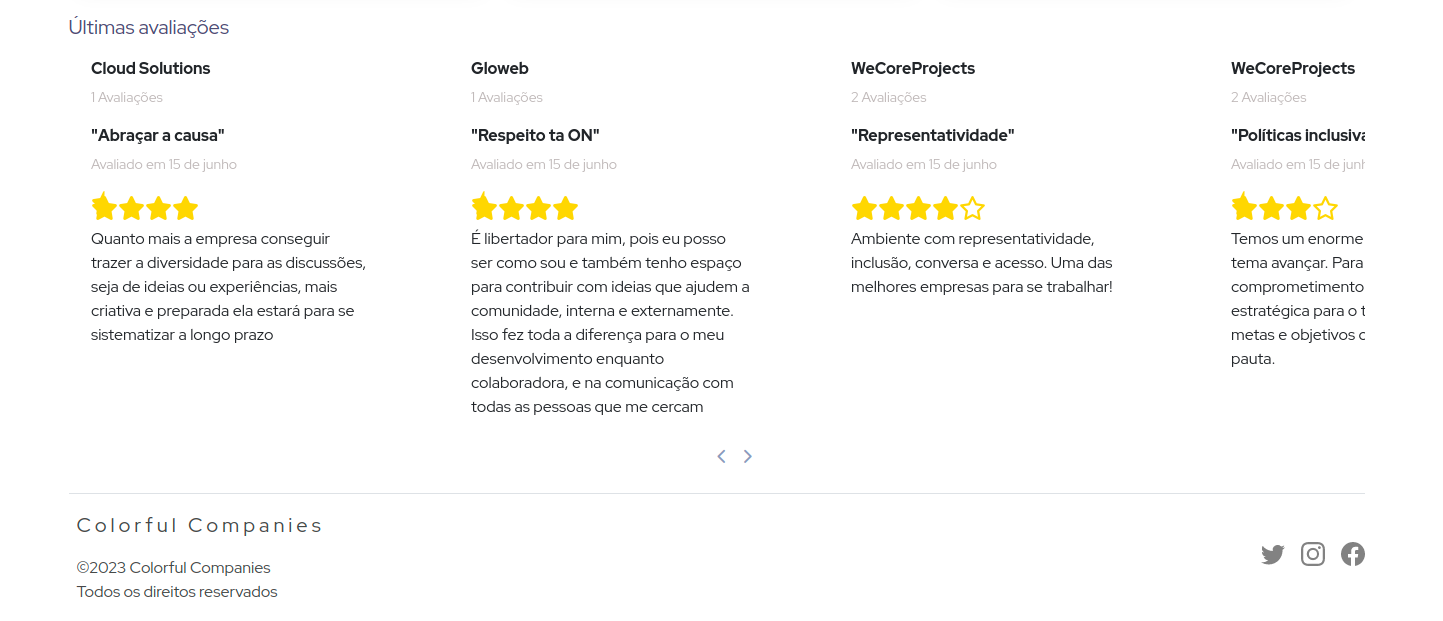 Últimas avaliações
Cloud Solutions
1 Avaliações
"Abraçar a causa"
Avaliado em 15 de junho
Quanto mais a empresa conseguir
trazer a diversidade para as discussões,
seja de ideias ou experiências, mais
criativa e preparada ela estará para se
sistematizar a longo prazo
Gloweb
1 Avaliações
"Respeito ta ON"
Avaliado em 15 de junho
É libertador para mim, pois eu posso
ser como sou e também tenho espaço
para contribuir com ideias que ajudem a
comunidade, interna e externamente.
Isso fez toda a diferença para o meu
desenvolvimento enquanto
colaboradora, e na comunicação com
todas as pessoas que me cercam
WeCoreProjects
2 Avaliações
"Representatividade"
Avaliado em 15 de junho
Ambiente com representatividade,
inclusão, conversa e acesso. Uma das
melhores empresas para se trabalhar!
WeCoreProjects
2 Avaliações
"Políticas inclusiva
Avaliado em 15 de
Temos um enorme
tema avançar. Para
comprometimento
estratégica para o
metas e objetivos
pauta.
Colorful Companies
©2023 Colorful Companies
Todos os direitos reservados